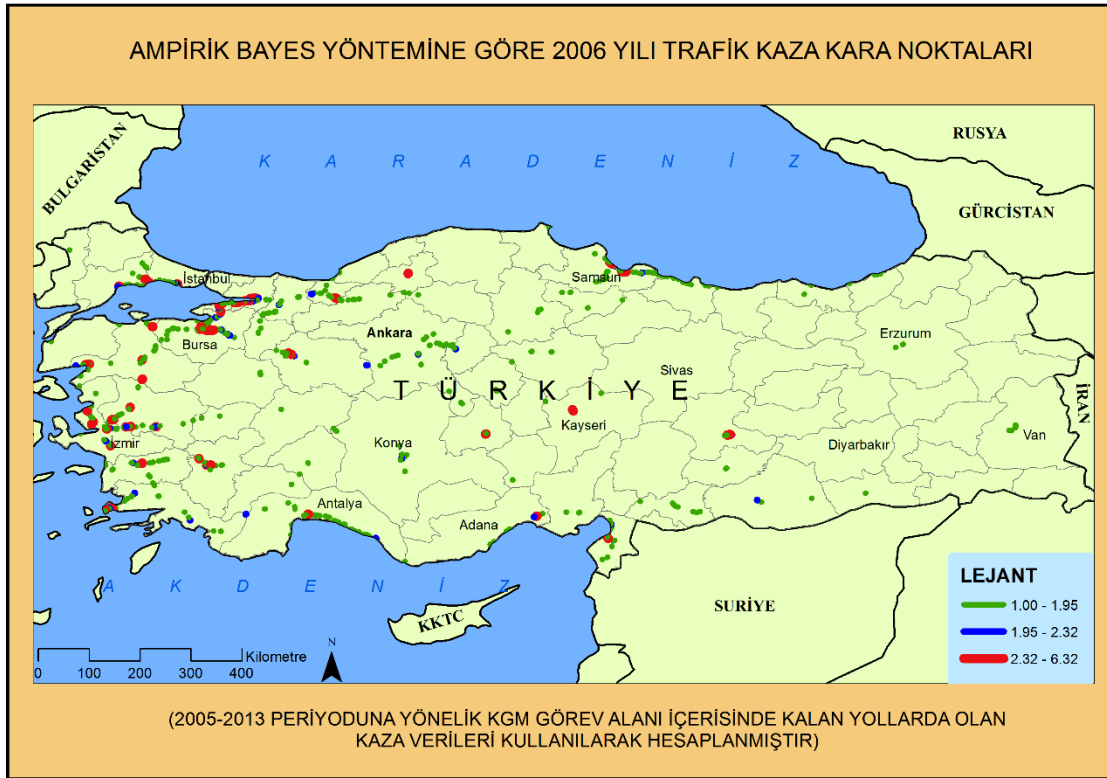 AMPİRİK BAYES YÖNTEMİNE GÖRE 2006 YILI TRAFİK KAZA KARA NOKTALARI
BULGARİSTAN
RUSYA
K A R A D E N İ Z
GÜRCİSTAN
İstanbul
Samsun
Bursa
Ankara
Erzurum
Sivas
T Ü R K İ Y E
İRAN
Kayseri
İzmir
Konya
Diyarbakır
Van
Antalya
Adana
A K D E N İ Z
KKTC
SURİYE
LEJANT
1.00 - 1.95
1.95 - 2.32
2.32 - 6.32
N
Kilometre
0 100 200 300 400
(2005-2013 PERİYODUNA YÖNELİK KGM GÖREV ALANI İÇERİSİNDE KALAN YOLLARDA OLAN
KAZA VERİLERİ KULLANILARAK HESAPLANMIŞTIR)